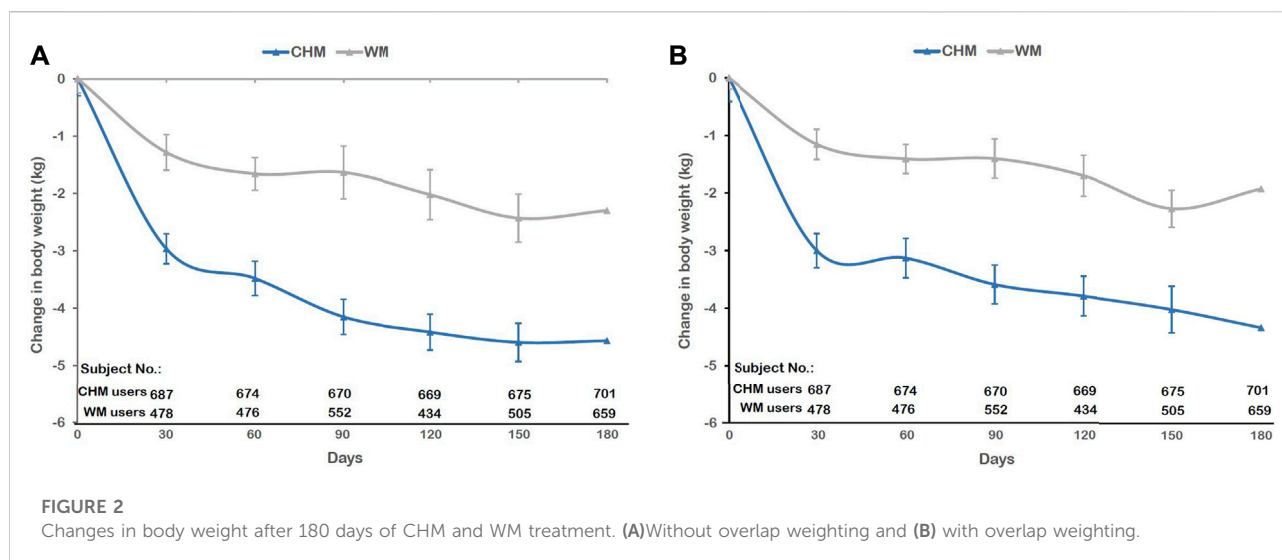 A
CHM WM
0
-1
-2
-3
-4
-5
-6
Change in body weight (kg)
Subject No.:
CHM users 687 674 670 669 675 701
WM users 478 476 552 434 505 659
0 30 60 90 120 150 180
Days
B
CHM WM
0
-1
-2
-3
-4
-5
-6
Change in body weight (kg)
Subject No.:
CHM users 687 674 670 669 675 701
WM users 478 476 552 434 505 659
0 30 60 90 120 150 180
Days
FIGURE 2
Changes in body weight after 180 days of CHM and WM treatment. (A)Without overlap weighting and (B) with overlap weighting.